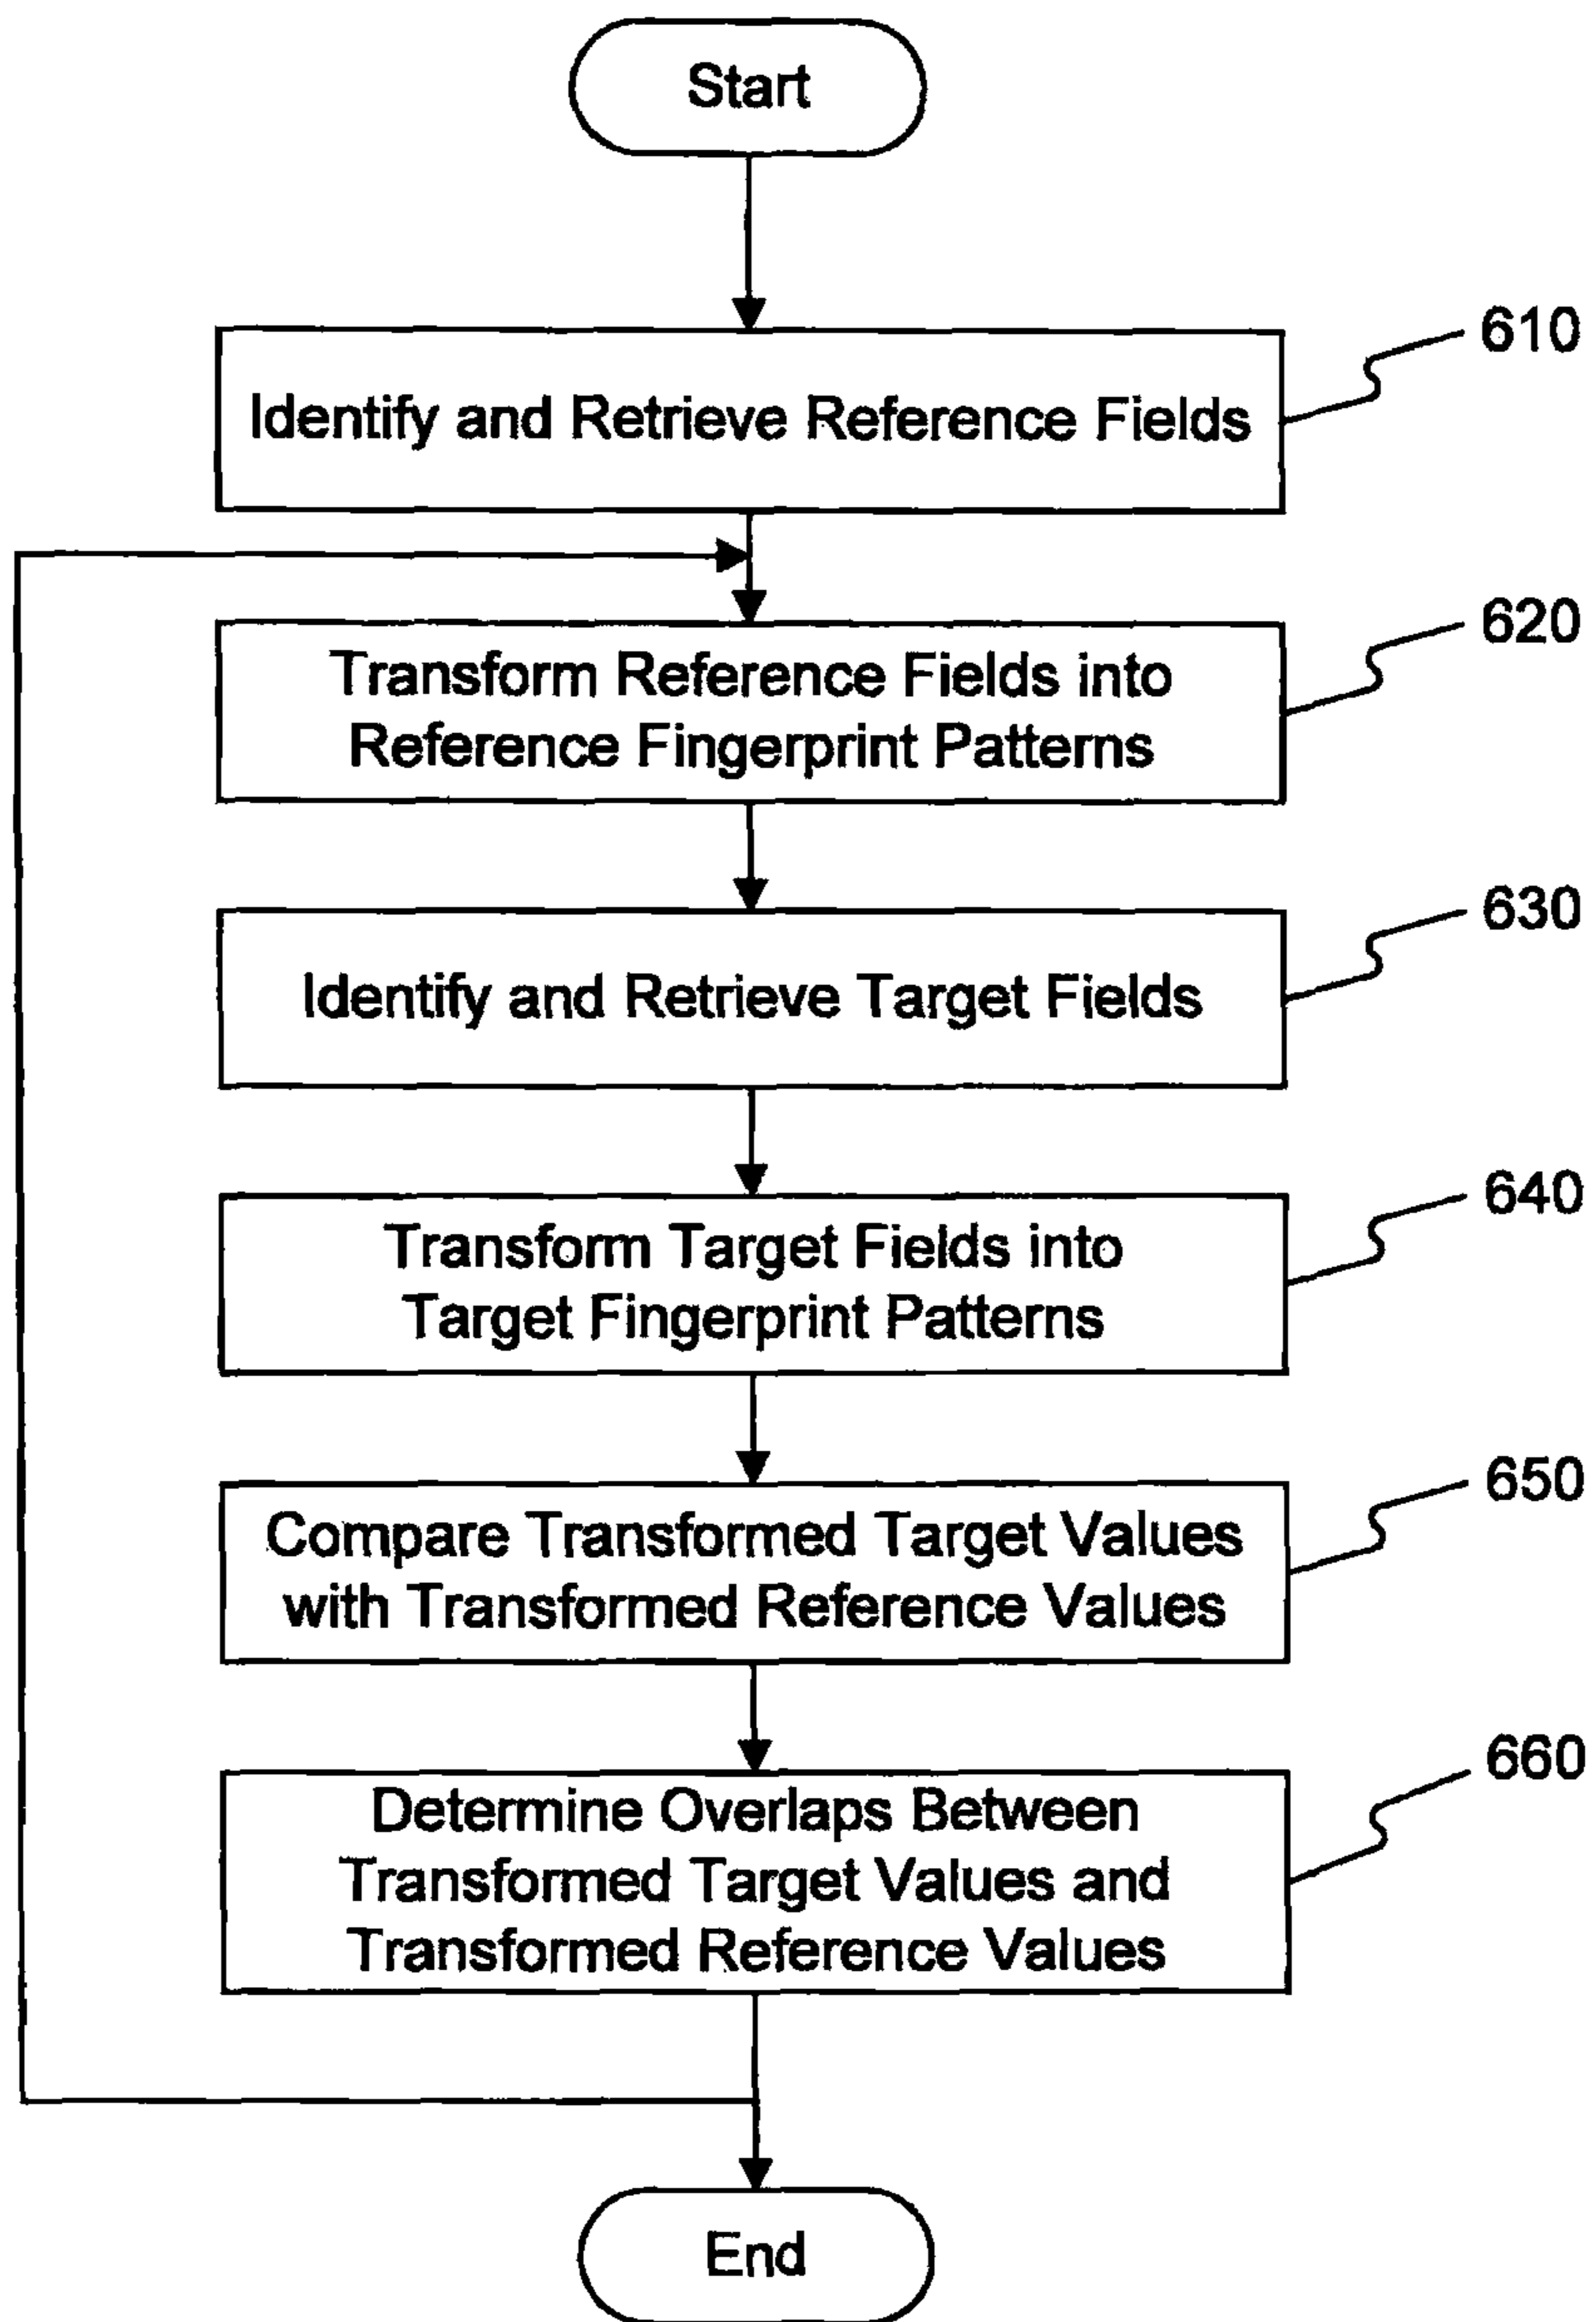 Start
610
Identify and Retrieve Reference Fields
620
Transform Reference Fields into
Reference Fingerprint Patterns
630
Identify and Retrieve Target Fields
640
Transform Target Fields into
Target Fingerprint Patterns
650
Compare Transformed Target Values
with Transformed Reference Values
660
Determine Overlaps Between
Transformed Target Values and
Transformed Reference Values
End